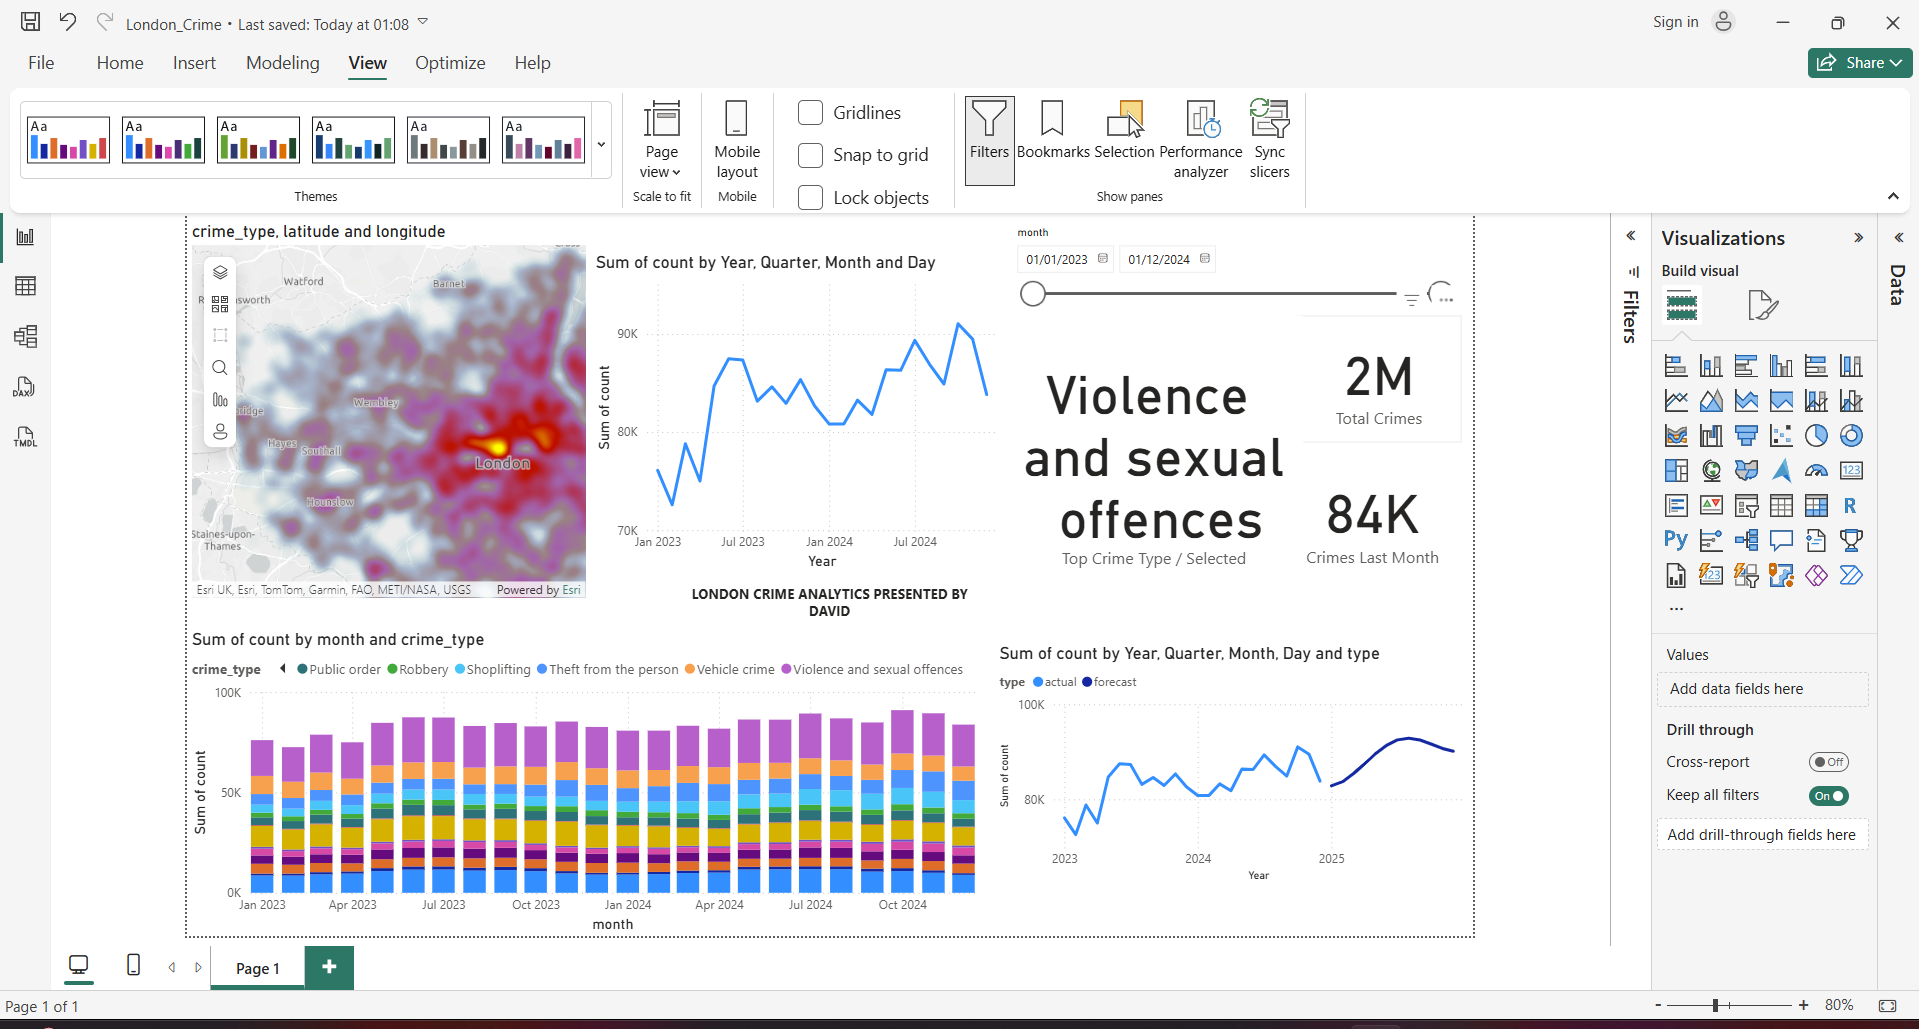 London_Crime • Last saved: Today at 01:08
Sign in
File Home Insert Modeling View Optimize Help
Share
Aa Aa Aa Aa Aa Aa
Themes
Page view
Scale to fit
Mobile layout
Mobile
Gridlines
Snap to grid
Lock objects
Filters
Bookmarks
Selection
Performance analyzer
Sync slicers
Show panes
DAX
TMDL
crime_type, latitude and longitude
Watford
Barnet
sworth
Wembley
ridge
Hayes
Southall
London
Hounslow
Staines-upon-
Thames
Esri UK, Esri, TomTom, Garmin, FAO, METI/NASA, USGS
Powered by Esri
Sum of count by Year, Quarter, Month and Day
Sum of count
90K
80K
70K
Jan 2023 Jul 2023 Jan 2024 Jul 2024
Year
LONDON CRIME ANALYTICS PRESENTED BY
DAVID
month
01/01/2023
01/12/2024
Violence
and sexual
offences
Top Crime Type / Selected
2M
Total Crimes
84K
Crimes Last Month
Sum of count by month and crime_type
crime_type Public order Robbery Shoplifting Theft from the person Vehicle crime Violence and sexual offences
Sum of count
100K
50K
0K
Jan 2023 Apr 2023 Jul 2023 Oct 2023 Jan 2024 Apr 2024 Jul 2024 Oct 2024
month
Sum of count by Year, Quarter, Month, Day and type
type actual forecast
Sum of count
100K
80K
2023 2024 2025
Year
Filters
Visualizations
Build visual
123
R
Py
123
...
Values
Add data fields here
Drill through
Cross-report
Off
Keep all filters
On
Add drill-through fields here
Data
Page 1
+
Page 1 of 1
- + 80%